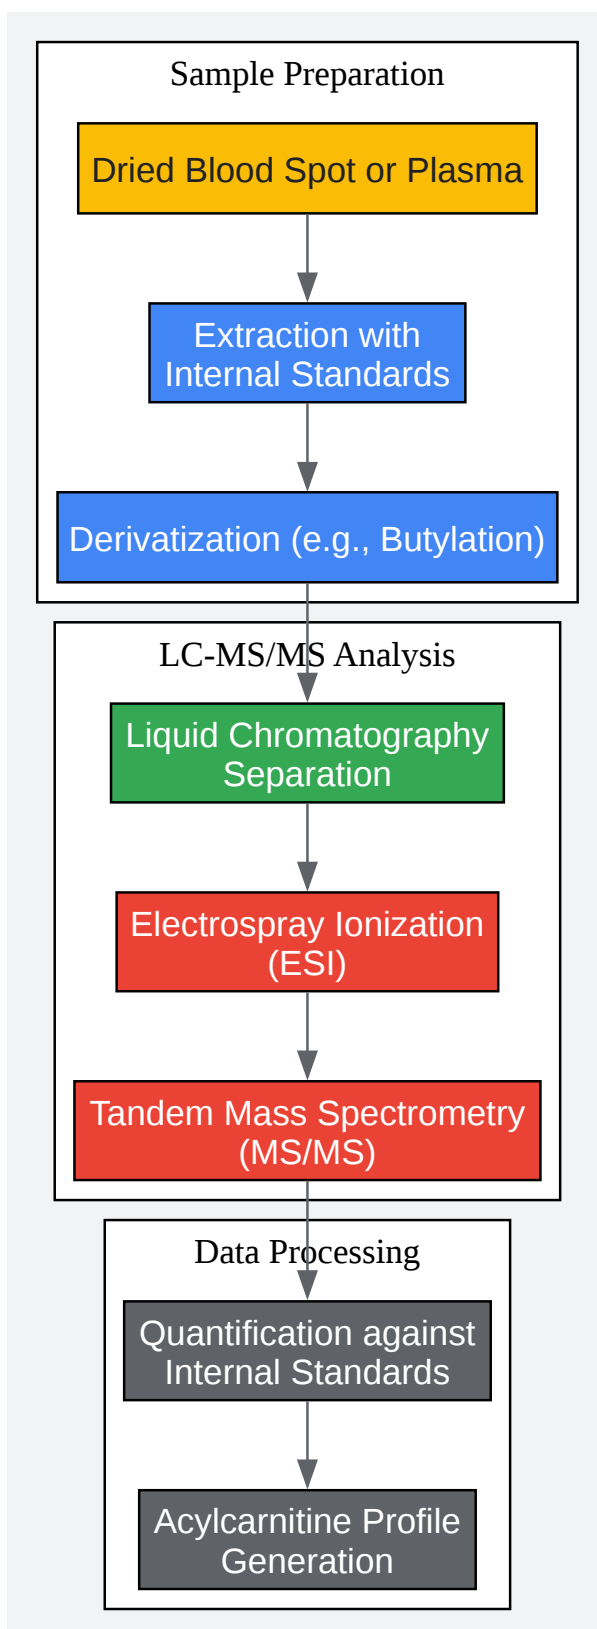 Sample Preparation
Dried Blood Spot or Plasma
Extraction with
Internal Standards
Derivatization (e.g., Butylation)
LC-MS/MS Analysis
Liquid Chromatography
Separation
Electrospray Ionization
(ESI)
Tandem Mass Spectrometry
(MS/MS)
Data Processing
Quantification against
Internal Standards
Acylcarnitine Profile
Generation